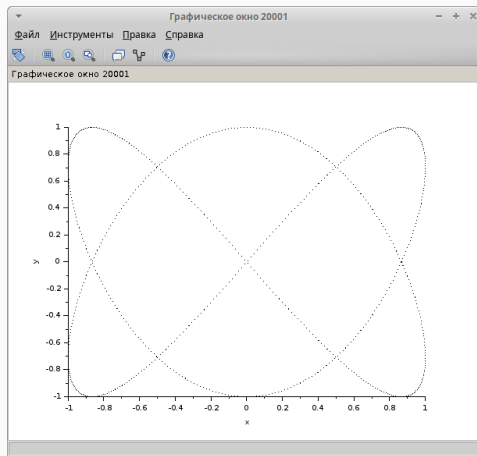 Графическое окно 20001
Файл Инструменты Правка Справка
Графическое окно 20001
1
0.8
0.6
0.4
0.2
0
-0.2
-0.4
-0.6
-0.8
-1
y
-1 -0.8 -0.6 -0.4 -0.2 0 0.2 0.4 0.6 0.8 1
x